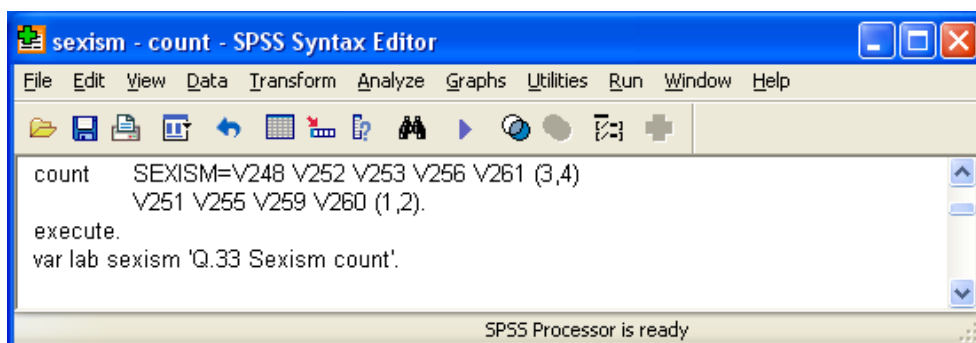 sexism - count - SPSS Syntax Editor
File Edit View Data Transform Analyze Graphs Utilities Run Window Help
count SEXISM=V248 V252 V253 V256 V261 (3,4)
V251 V255 V259 V260 (1,2).
execute.
var lab sexism 'Q.33 Sexism count'.
SPSS Processor is ready